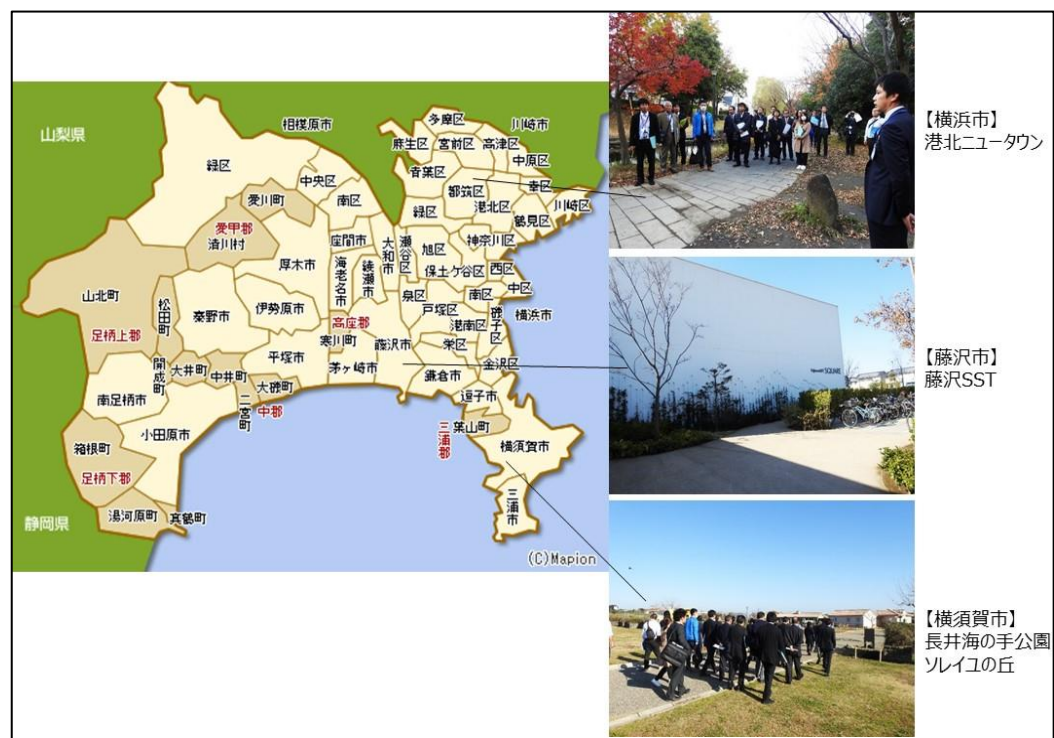 山梨県
相模原市
緑区
中央区
南区
愛川町
愛甲郡
清川村
多摩区
川崎市
麻生区
宮前区
高津区
中原区
青葉区
都筑区
幸区
川崎区
緑区
港北区
鶴見区
座間市
大和市
瀬谷区
旭区
神奈川区
厚木市
海老名市
綾瀬市
保土ケ谷区
西区
中区
泉区
南区
山北町
松田町
秦野市
伊勢原市
戸塚区
港南区
磯子区
横浜市
足柄上郡
高座郡
寒川町
藤沢市
栄区
金沢区
開成町
大井町
中井町
平塚市
茅ヶ崎市
鎌倉市
逗子市
南足柄市
大磯町
二宮町
中郡
葉山町
三浦郡
横須賀市
小田原市
箱根町
足柄下郡
三浦市
湯河原町
真鶴町
静岡県
(C)Mapion
SQUARE
【横浜市】
港北ニュータウン
【藤沢市】
藤沢SST
【横須賀市】
長井海の手公園
ソレイユの丘